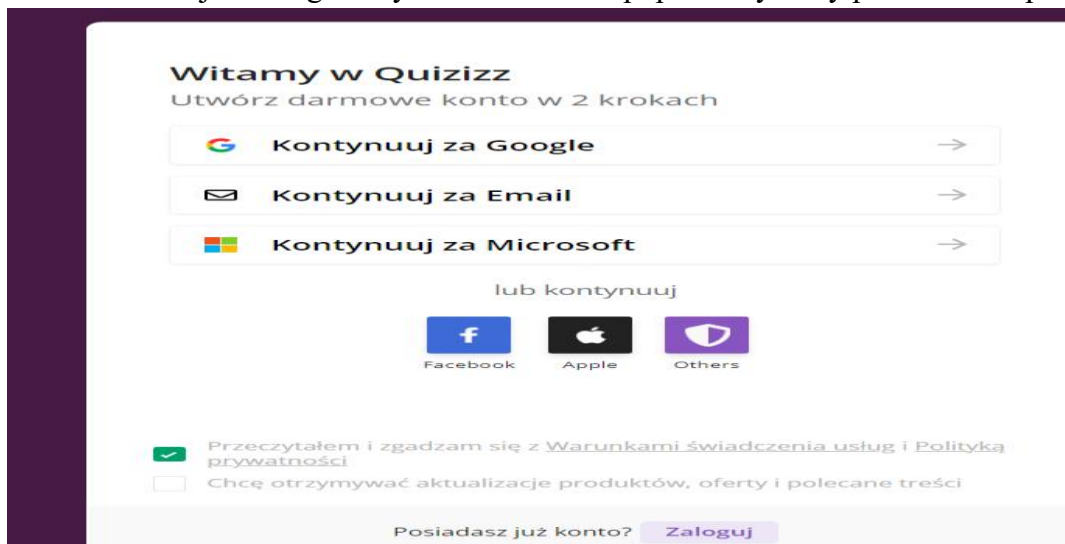 Witamy w Quizizz
Utwórz darmowe konto w 2 krokach
Kontynuuj za Google
Kontynuuj za Email
Kontynuuj za Microsoft
lub kontynuuj
Facebook Apple Others
Przeczytałem i zgadzam się z Warunkami świadczenia usług i Polityką
prywatności
Chcę otrzymywać aktualizacje produktów, oferty i polecane treści
Posiadasz już konto? Zaloguj